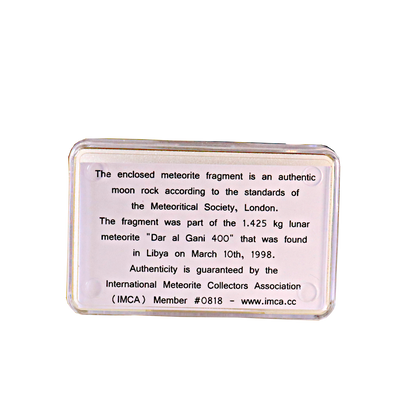 The enclosed meteorite fragment is an authentic
moon rock according to the standards of
the Meteoritical Society, London.
The fragment was part of the 1.425 kg lunar
meteorite "Dar al Gani 400" that was found
in Libya on March 10th, 1998.
Authenticity is guaranteed by the
International Meteorite Collectors Association
(IMCA) Member #0818 - www.imca.cc